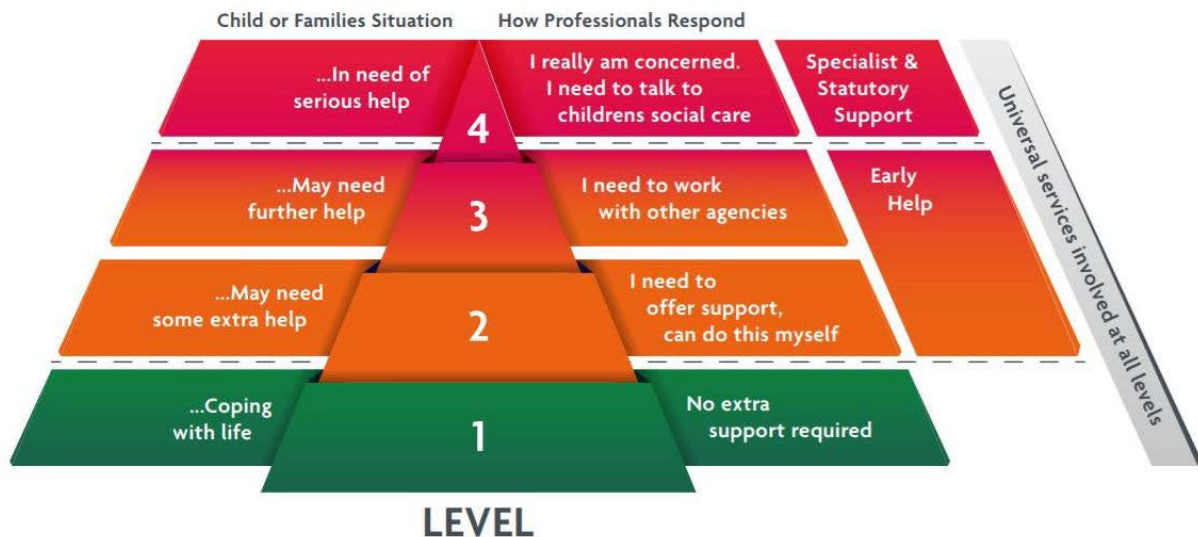 Child or Families Situation
How Professionals Respond
...In need of
serious help
4
I really am concerned.
I need to talk to
childrens social care
Specialist &
Statutory
Support
...May need
further help
3
I need to work
with other agencies
Early
Help
...May need
some extra help
2
I need to
offer support,
can do this myself
...Coping
with life
1
No extra
support required
Universal services involved at all levels
LEVEL